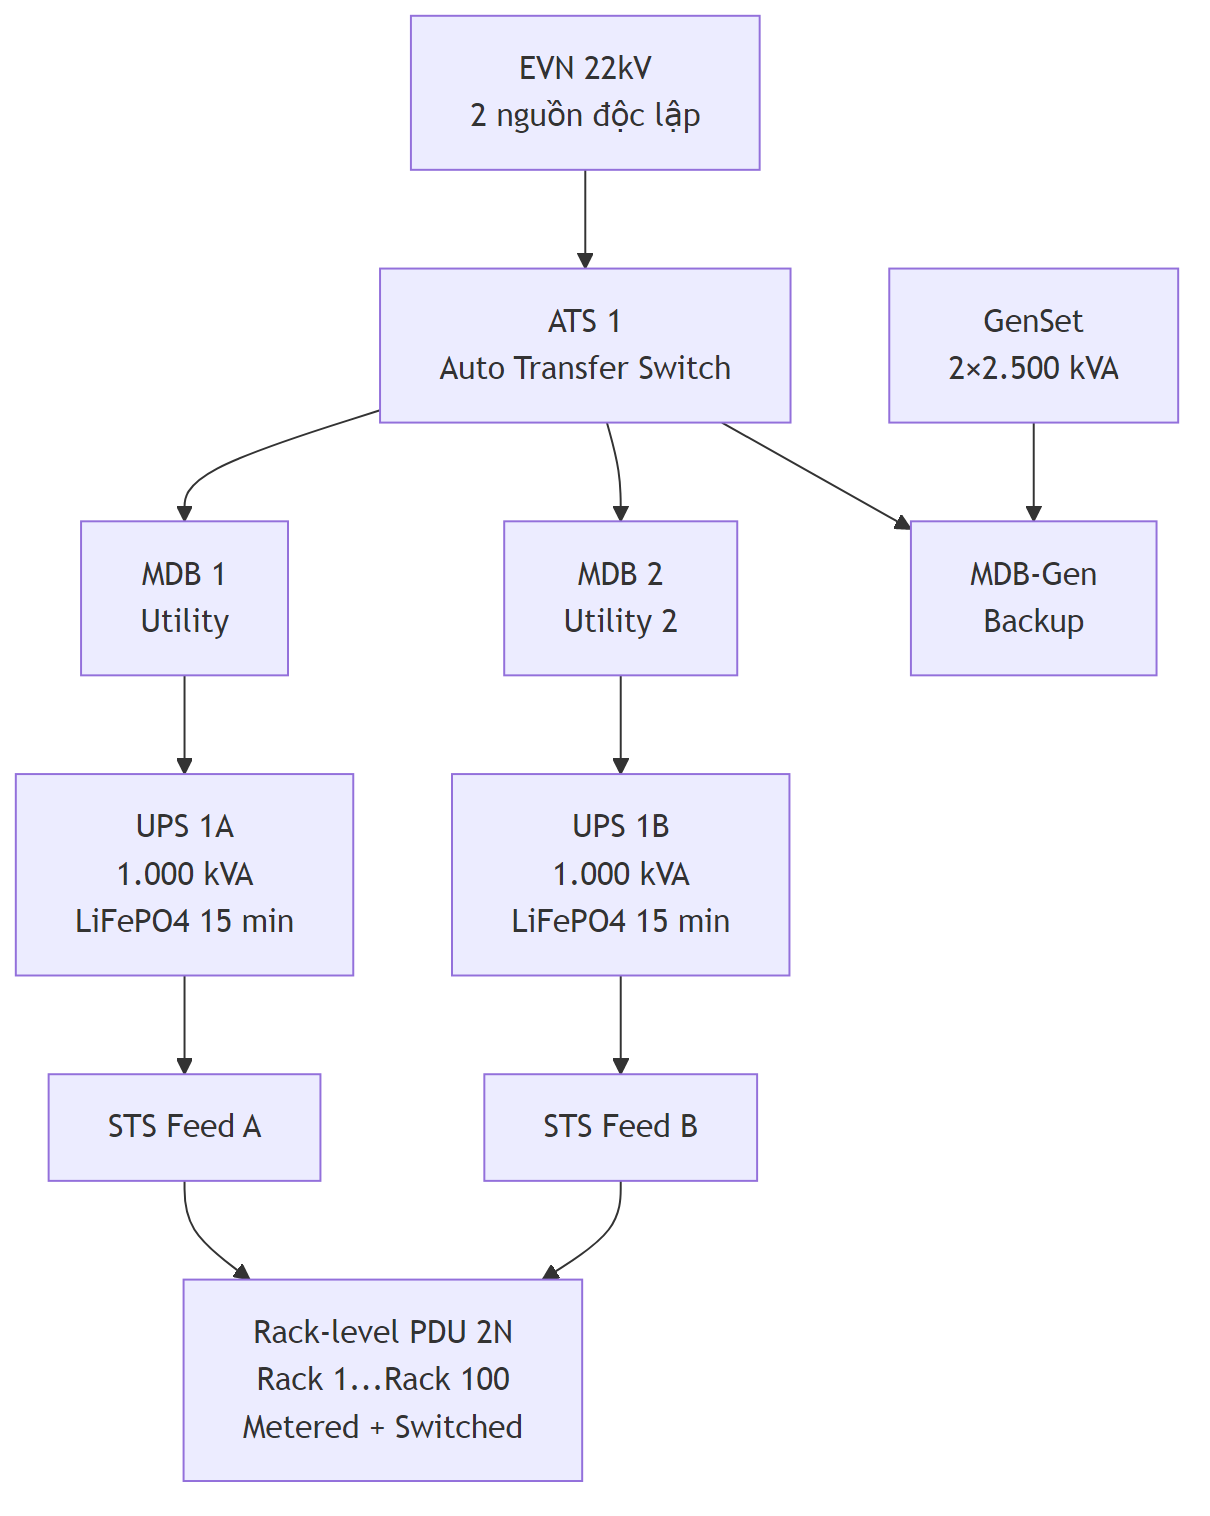 EVN 22kV
2 nguồn độc lập
ATS 1
Auto Transfer Switch
GenSet
2×2.500 kVA
MDB 1
Utility
MDB 2
Utility 2
MDB-Gen
Backup
UPS 1A
1.000 kVA
LiFePO4 15 min
UPS 1B
1.000 kVA
LiFePO4 15 min
STS Feed A
STS Feed B
Rack-level PDU 2N
Rack 1...Rack 100
Metered + Switched